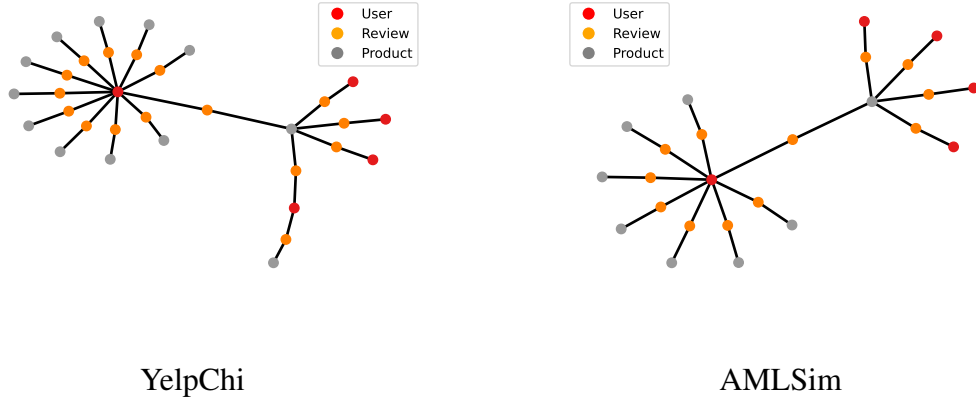 User
Review
Product
User
Review
Product
YelpChi
AMLSim